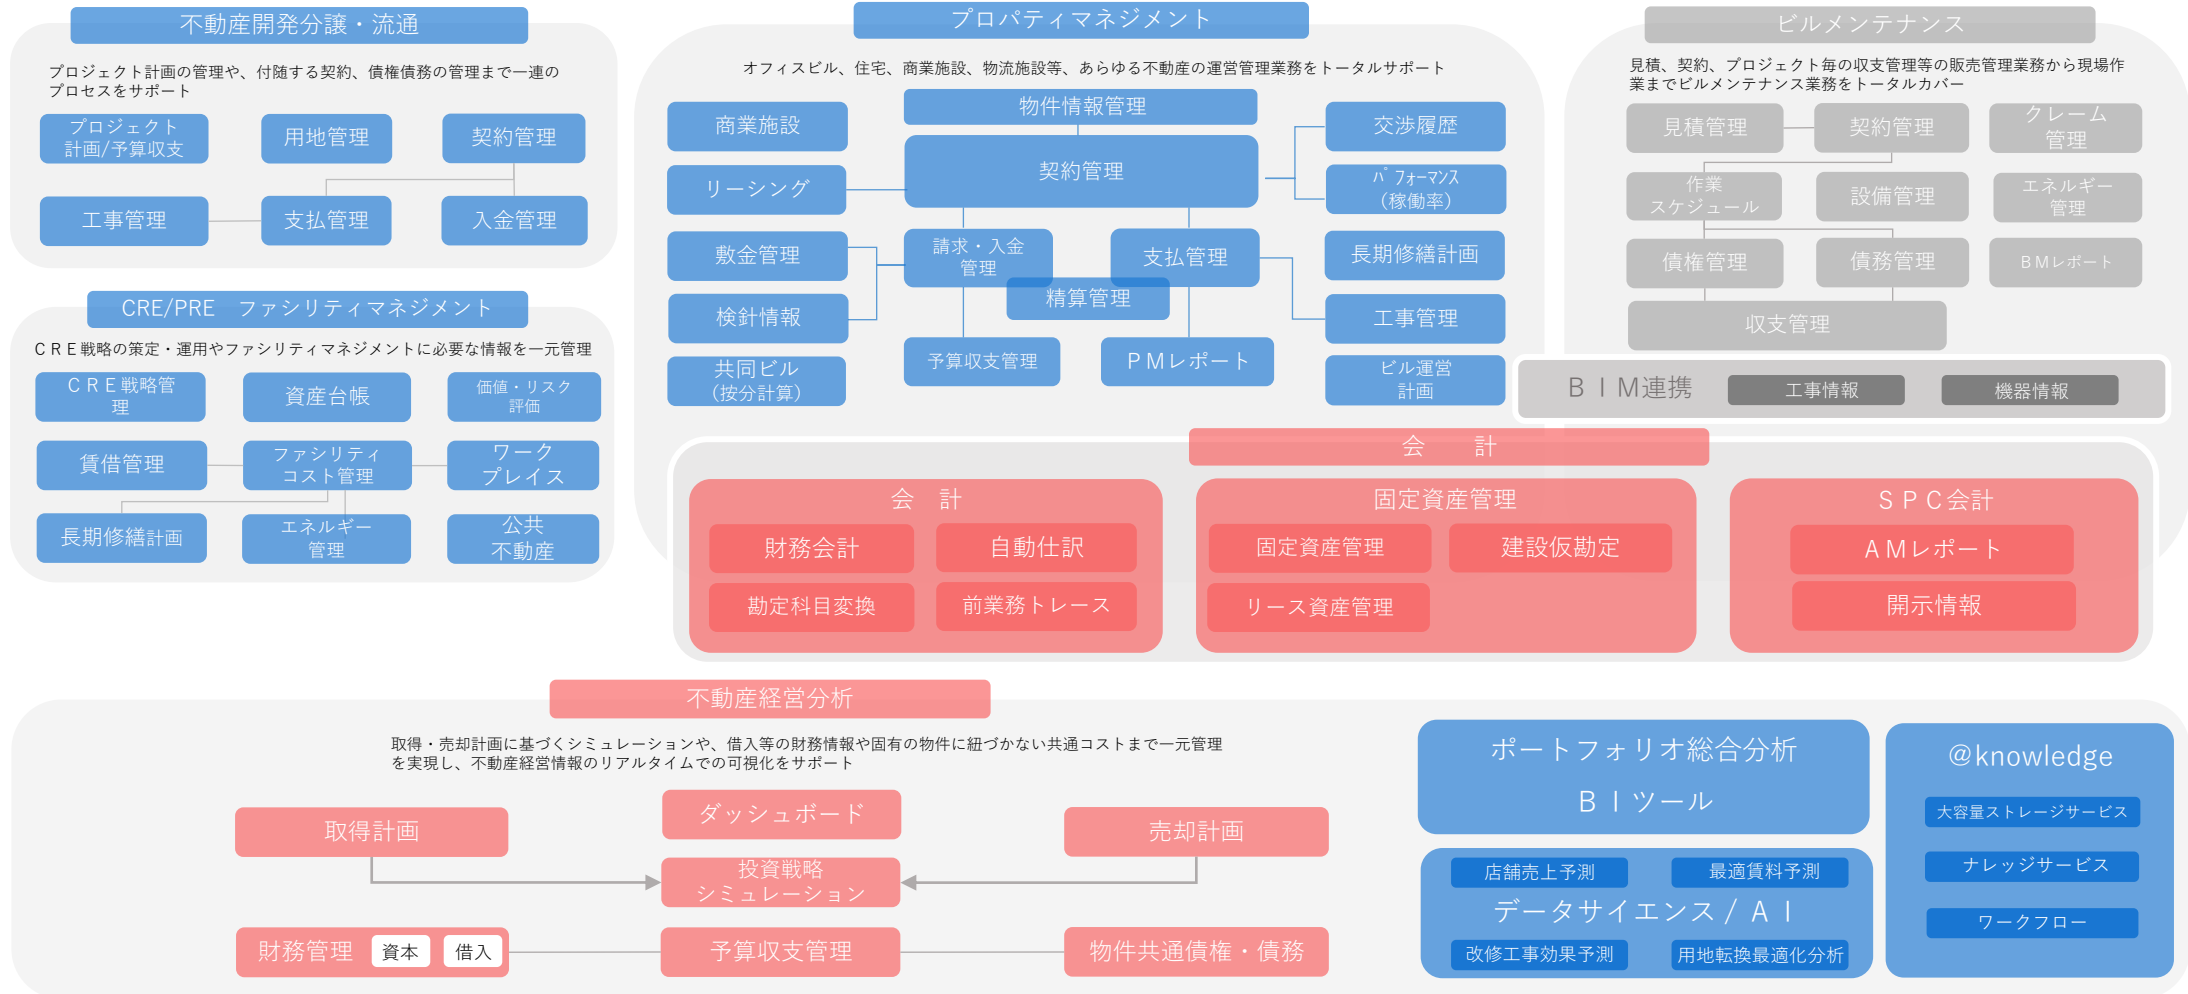 不動産開発分譲・流通
プロジェクト計画の管理や、付随する契約、債権債務の管理まで一連の
プロセスをサポート
プロジェクト
計画/予算収支
用地管理
契約管理
工事管理
支払管理
入金管理
CRE/PRE　ファシリティマネジメント
ＣＲＥ戦略の策定・運用やファシリティマネジメントに必要な情報を一元管理
ＣＲＥ戦略管
理
資産台帳
価値・リスク
評価
賃借管理
ファシリティ
コスト管理
ワーク
プレイス
長期修繕計画
エネルギー
管理
公共
不動産
プロパティマネジメント
オフィスビル、住宅、商業施設、物流施設等、あらゆる不動産の運営管理業務をトータルサポート
商業施設
物件情報管理
交渉履歴
リーシング
契約管理
ﾊﾟﾌｫｰﾏﾝｽ
（稼働率）
敷金管理
請求・入金
管理
支払管理
長期修繕計画
検針情報
精算管理
工事管理
共同ビル
（按分計算）
予算収支管理
ＰＭレポート
ビル運営
計画
ビルメンテナンス
見積、契約、プロジェクト毎の収支管理等の販売管理業務から現場作
業までビルメンテナンス業務をトータルカバー
見積管理
契約管理
クレーム
管理
作業
スケジュール
設備管理
エネルギー
管理
債権管理
債務管理
ＢＭレポート
収支管理
ＢＩＭ連携
工事情報
機器情報
会　　計
会　計
財務会計
自動仕訳
勘定科目変換
前業務トレース
固定資産管理
固定資産管理
建設仮勘定
リース資産管理
ＳＰＣ会計
ＡＭレポート
開示情報
不動産経営分析
取得・売却計画に基づくシミュレーションや、借入等の財務情報や固有の物件に紐づかない共通コストまで一元管理
を実現し、不動産経営情報のリアルタイムでの可視化をサポート
取得計画
ダッシュボード
売却計画
投資戦略
シミュレーション
財務管理
資本
借入
予算収支管理
物件共通債権・債務
ポートフォリオ総合分析
ＢＩツール
店舗売上予測
最適賃料予測
データサイエンス / ＡＩ
改修工事効果予測
用地転換最適化分析
@knowledge
大容量ストレージサービス
ナレッジサービス
ワークフロー